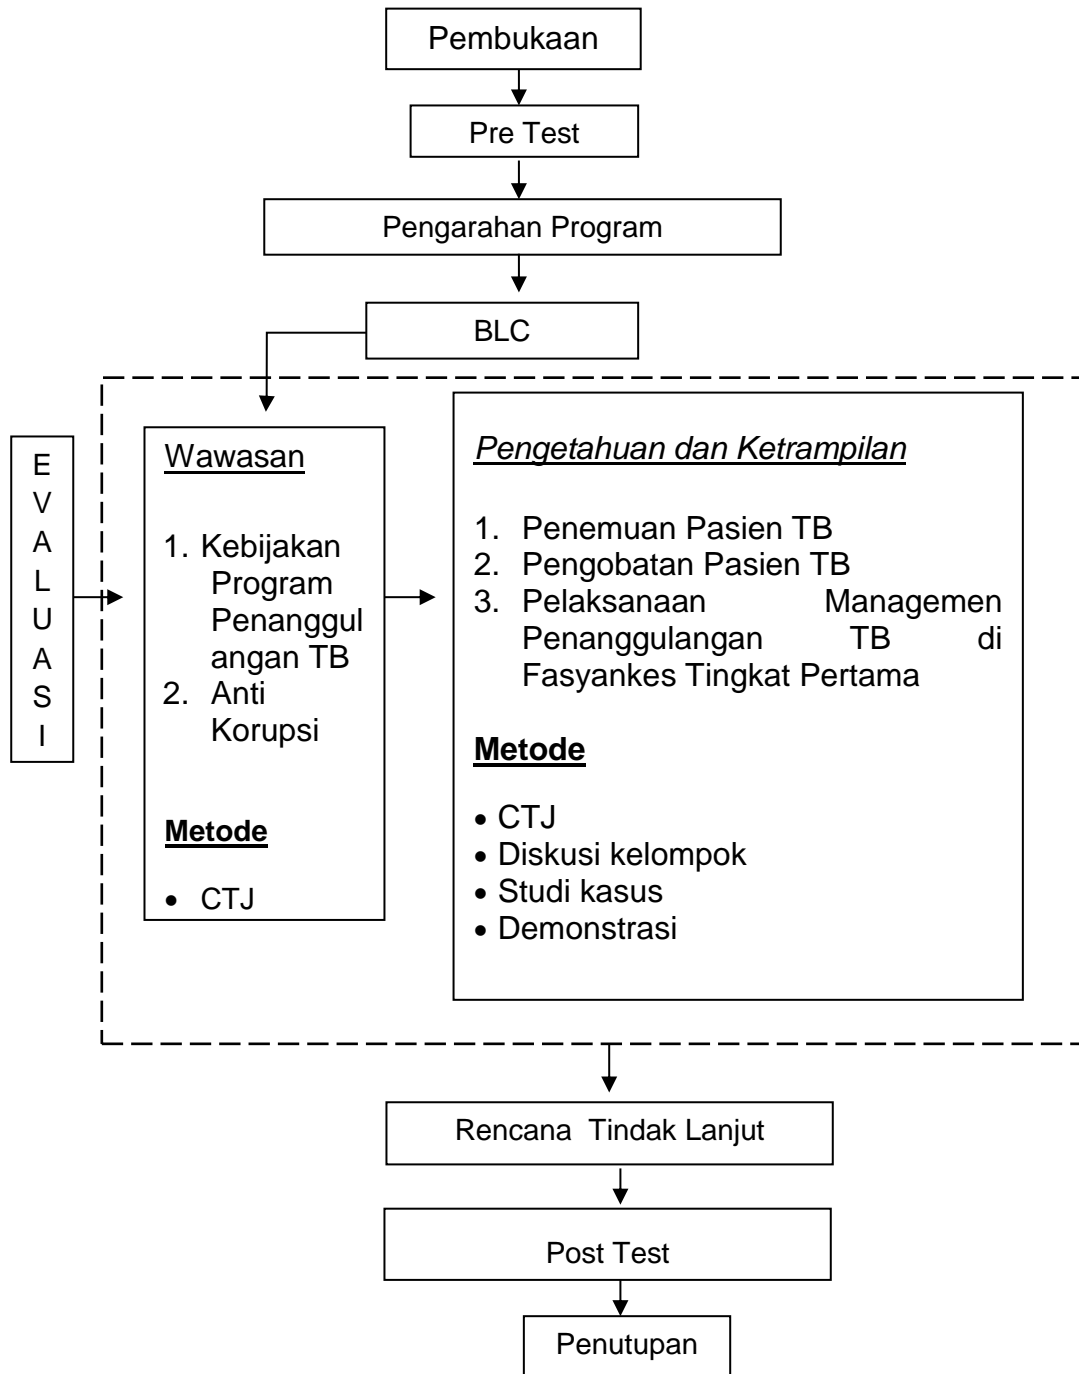 Pembukaan
Pre Test
Pengarahan Program
BLC
E
V
A
L
U
A
S
I
Wawasan
1. Kebijakan
Program
Penanggul
angan TB
2. Anti
Korupsi
Metode
• CTJ
Pengetahuan dan Ketrampilan
1. Penemuan Pasien TB
2. Pengobatan Pasien TB
3. Pelaksanaan Managemen
Penanggulangan TB di
Fasyankes Tingkat Pertama
Metode
• CTJ
• Diskusi kelompok
• Studi kasus
• Demonstrasi
Rencana Tindak Lanjut
Post Test
Penutupan